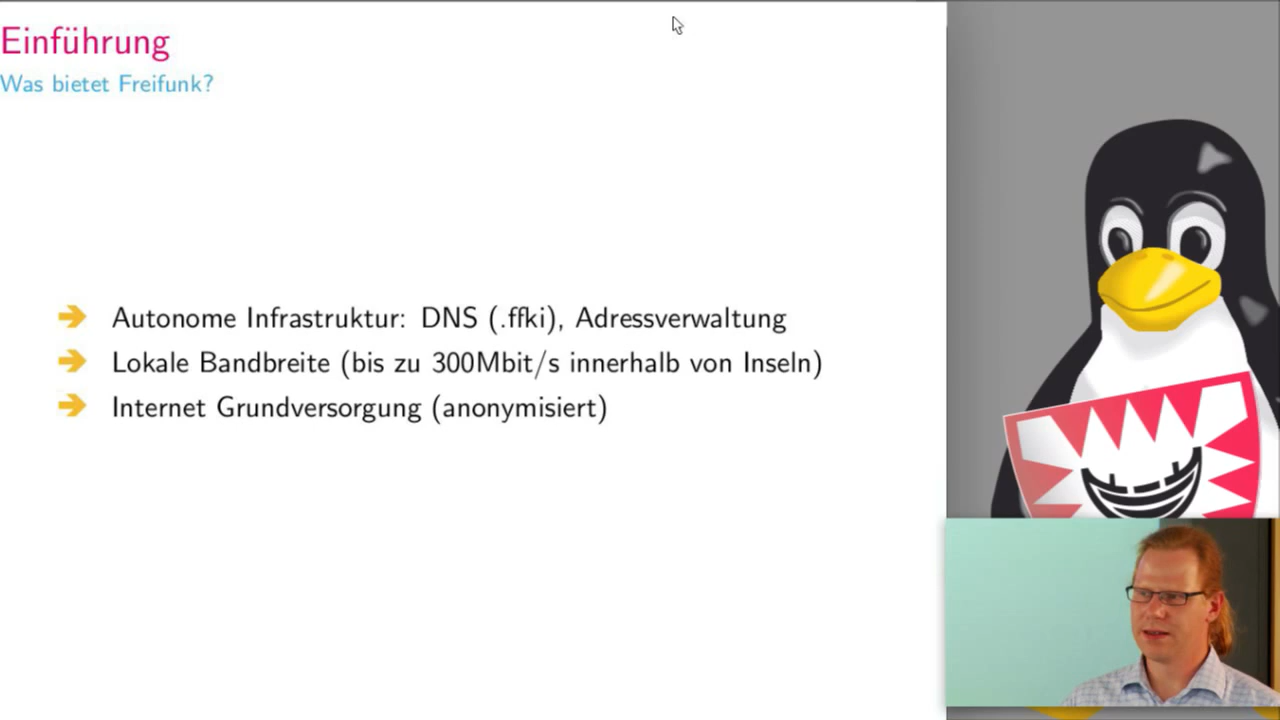 Einführung
Was bietet Freifunk?
Autonome Infrastruktur: DNS (.ffki), Adressverwaltung
Lokale Bandbreite (bis zu 300Mbit/s innerhalb von Inseln)
Internet Grundversorgung (anonymisiert)